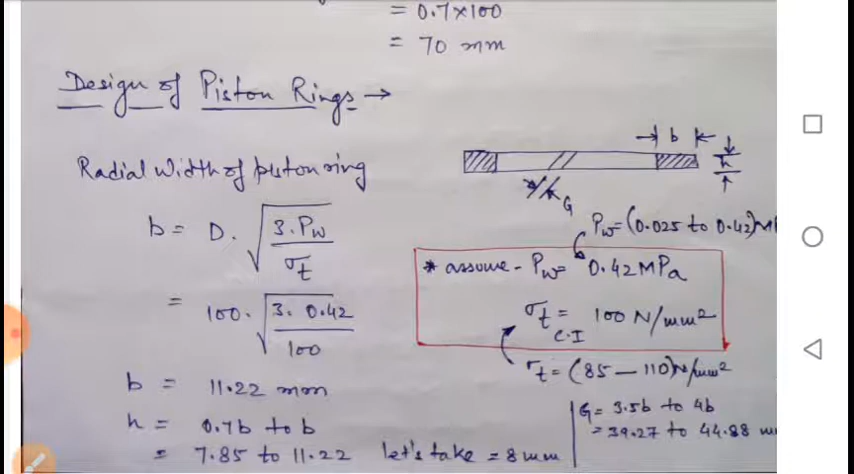 = 0.7×100
= 70 mm
Design of Piston Rings →
Radial Width of piston ring
b
h
G
b = D. √(3.Pw / σt)
Pw = (0.025 to 0.42) M
* assume - Pw = 0.42 MPa
= 100. √(3. 0.42 / 100)
σt C.I = 100 N/mm²
σt = (85 — 110) N/mm²
b = 11.22 mm
h = 0.7b to b
= 7.85 to 11.22 let's take = 8mm
G = 3.5b to 4b
= 39.27 to 44.88 m